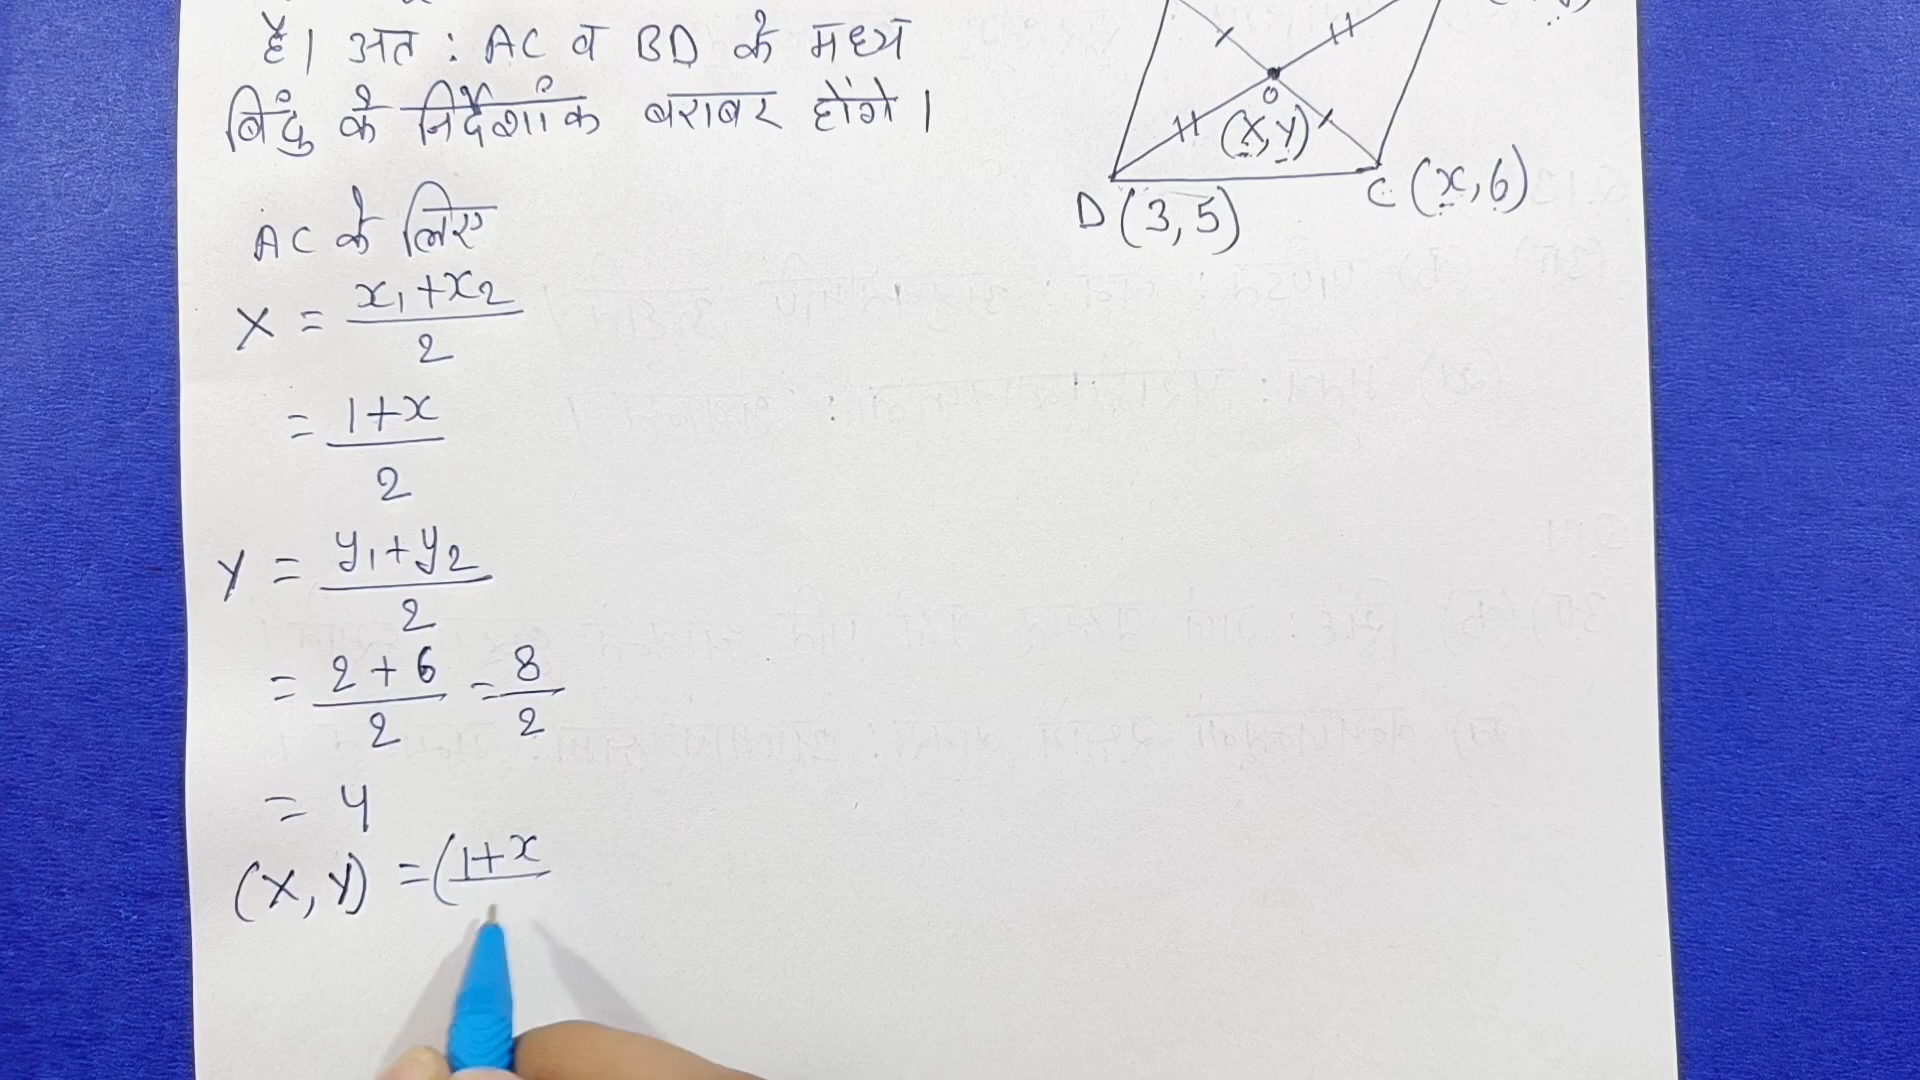 है। अत : AC व BD के मध्य
बिंदु के निर्देशांक बराबर होंगे।
AC के लिए
X = x₁+x₂ / 2
= 1+x / 2
Y = y₁+y₂ / 2
= 2+6 / 2 = 8 / 2
= 4
(X, Y) = (1+x
O
(X, Y)
D (3, 5)
C (x, 6)